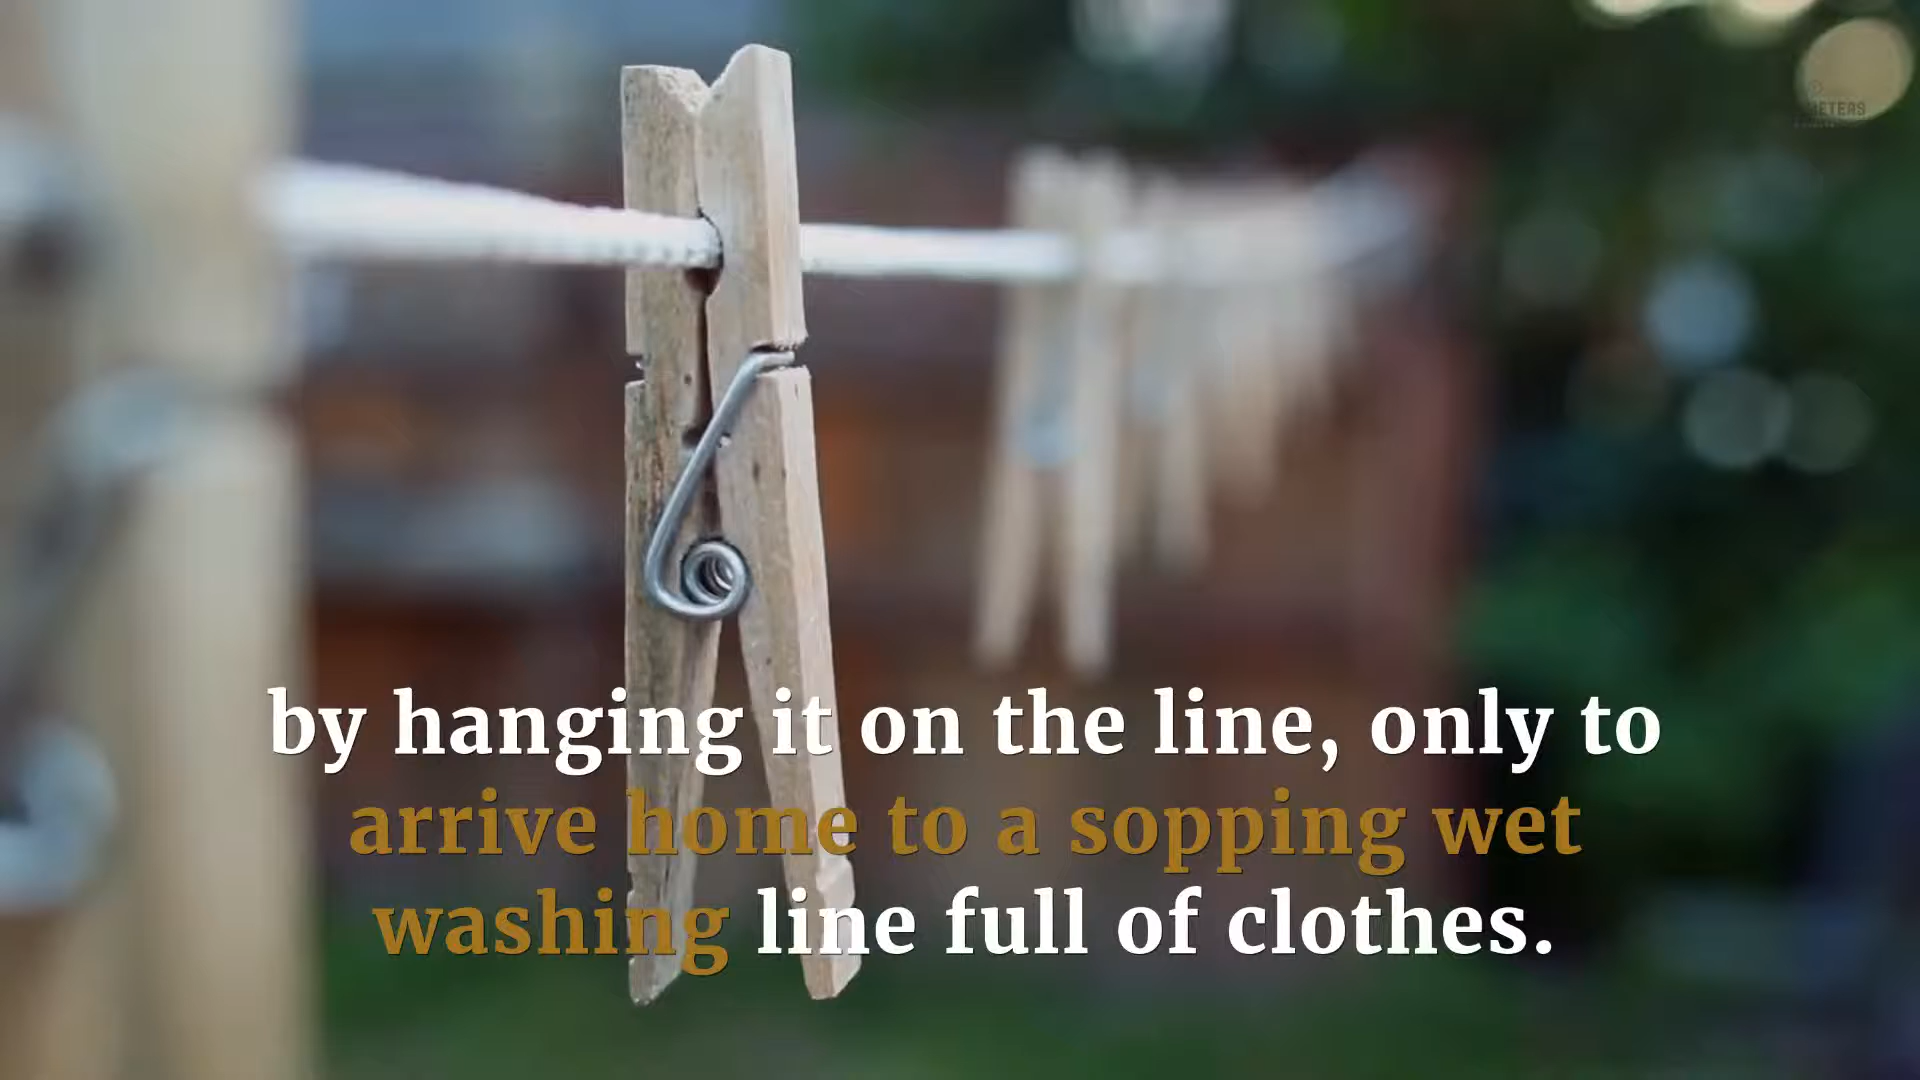 by hanging it on the line, only to
arrive home to a sopping wet
washing line full of clothes.